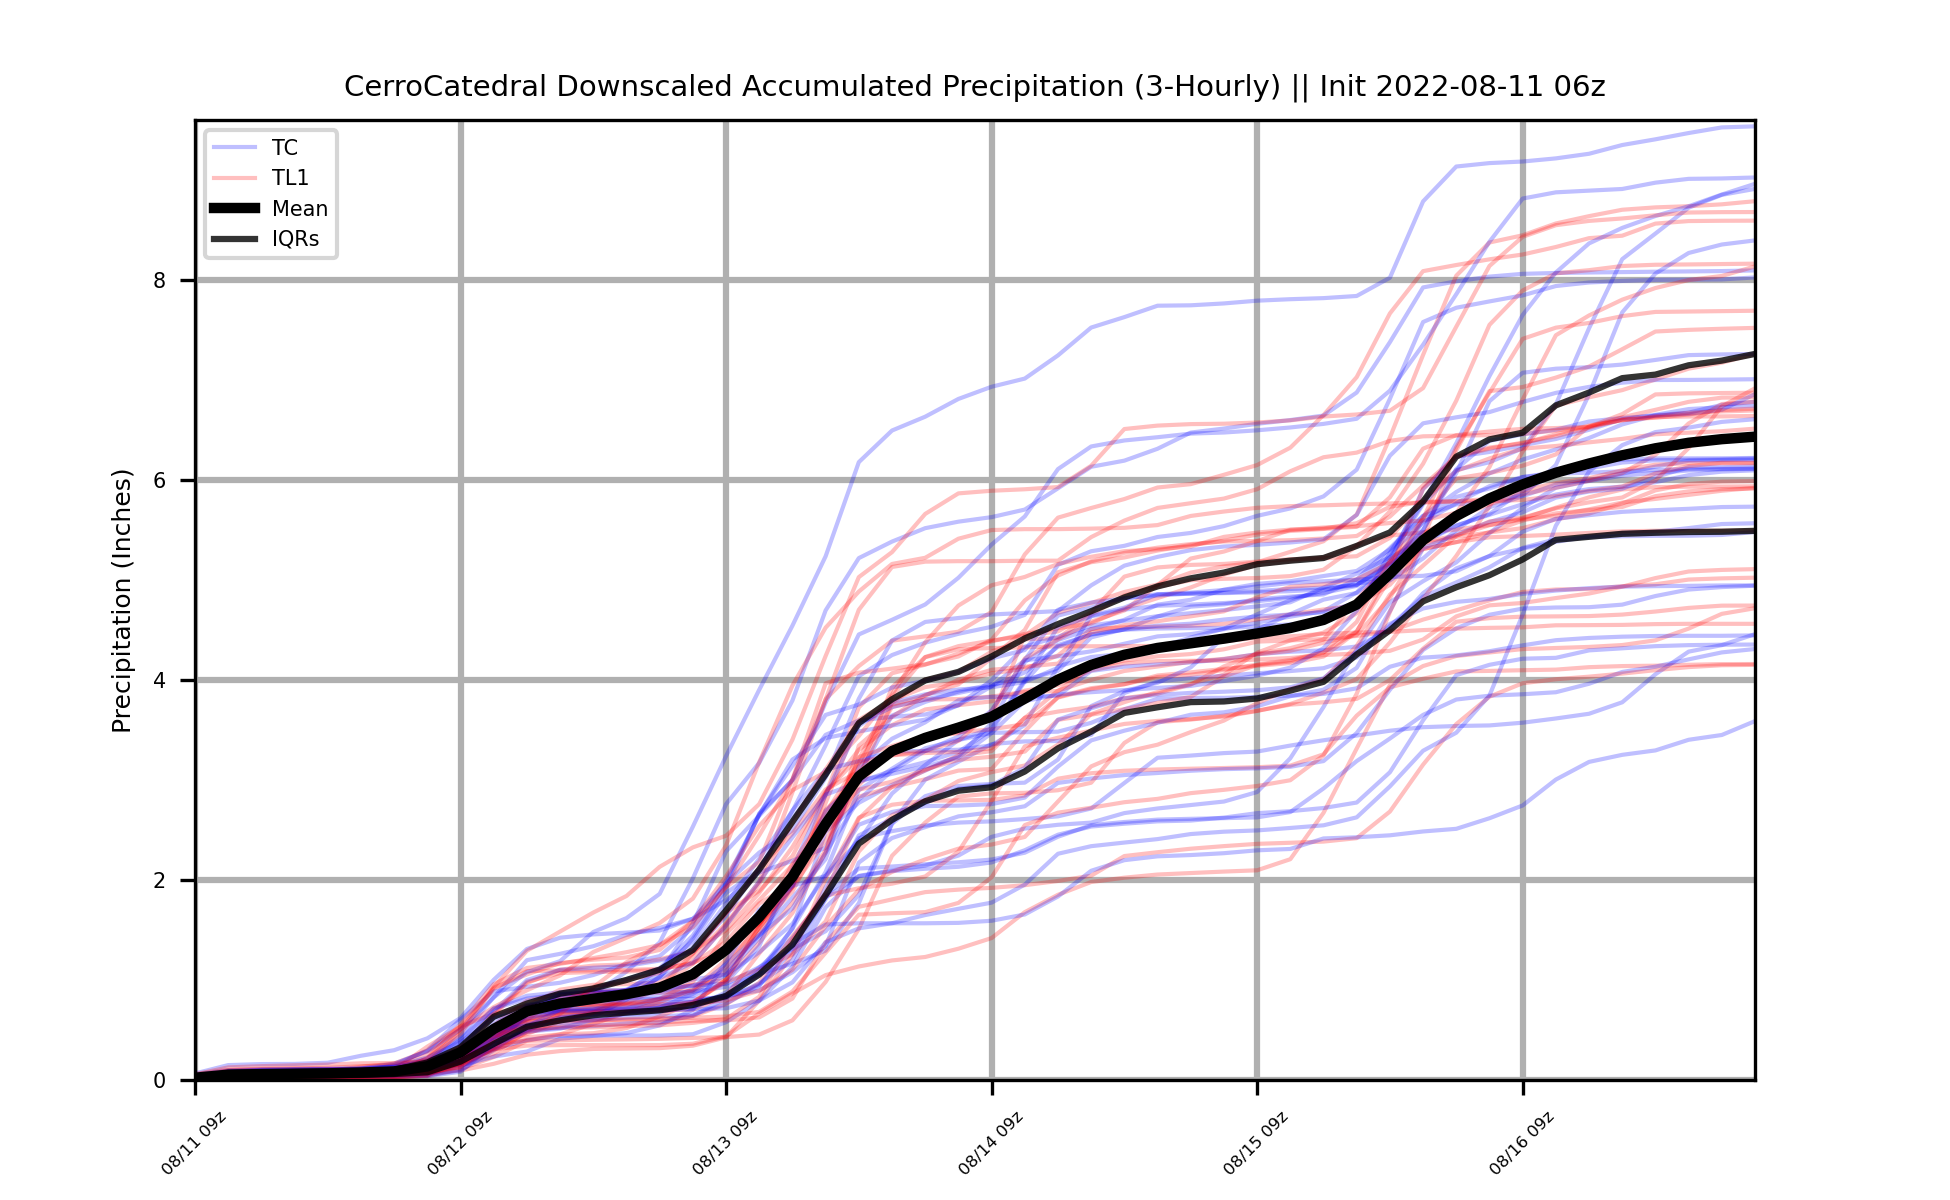 CerroCatedral Downscaled Accumulated Precipitation (3-Hourly) || Init 2022-08-11 06z
TC
TL1
Mean
IQRs
Precipitation (Inches)
8
6
4
2
0
08/11 09z
08/12 09z
08/13 09z
08/14 09z
08/15 09z
08/16 09z